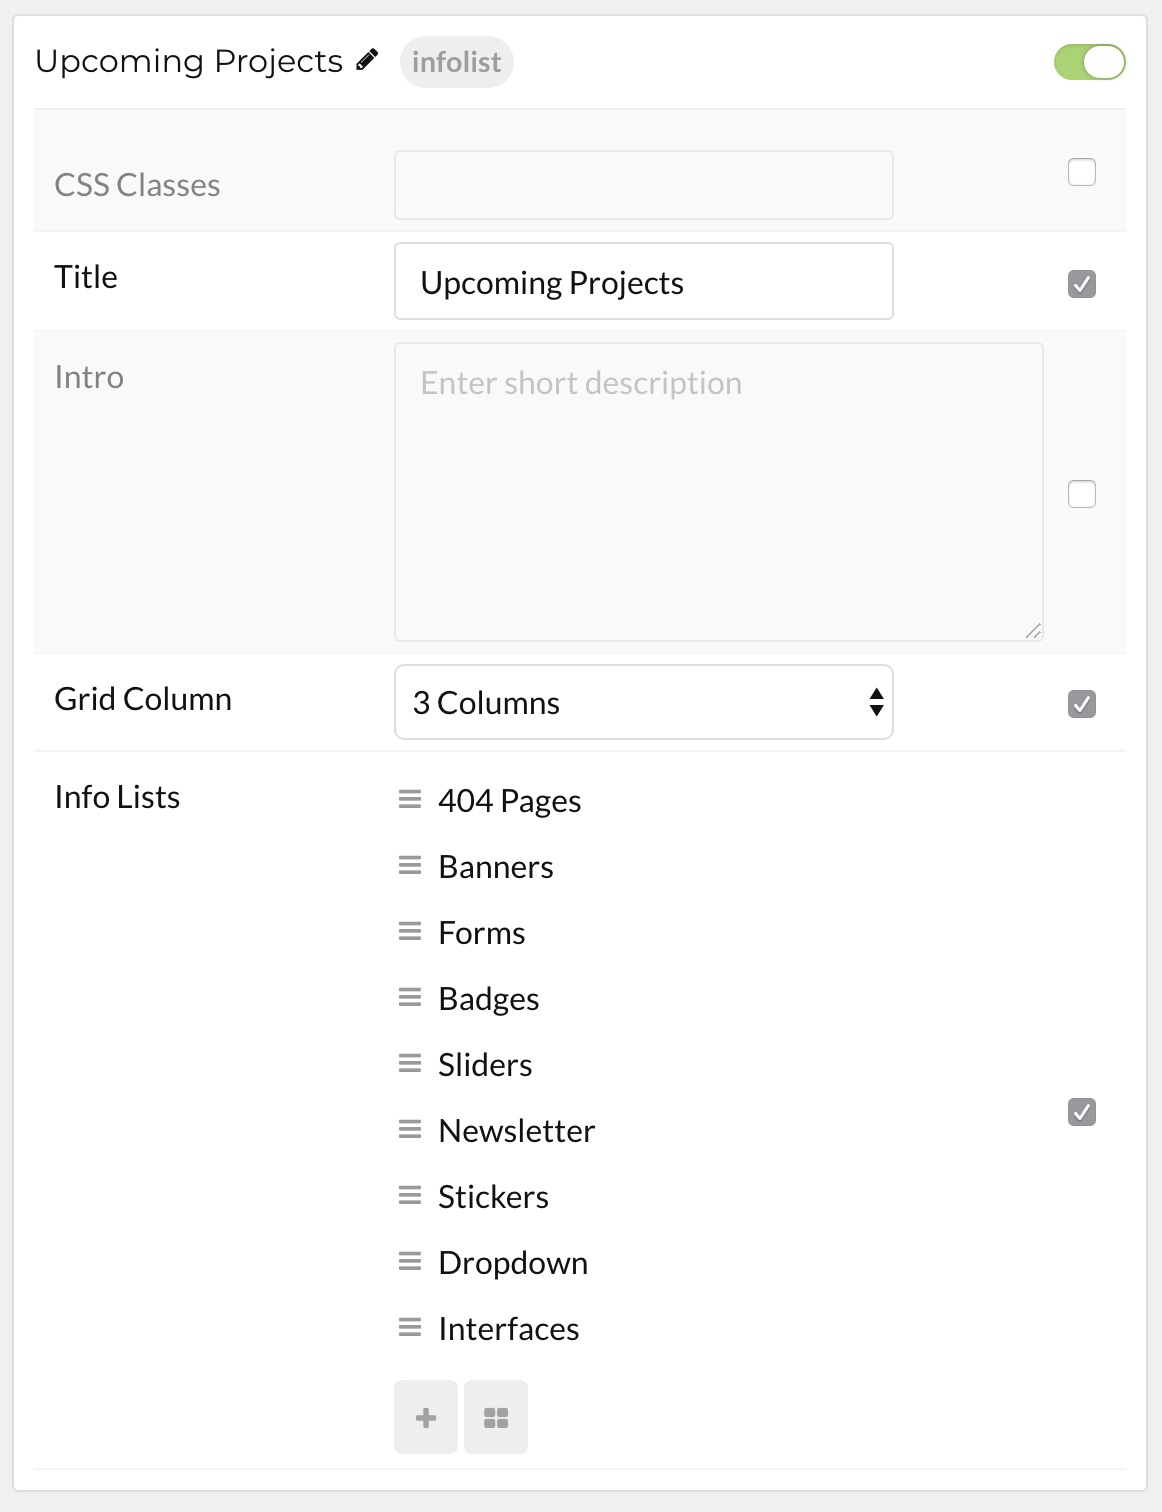 Upcoming Projects infolist
CSS Classes
Title Upcoming Projects
Intro Enter short description
Grid Column 3 Columns
Info Lists 404 Pages
Banners
Forms
Badges
Sliders
Newsletter
Stickers
Dropdown
Interfaces